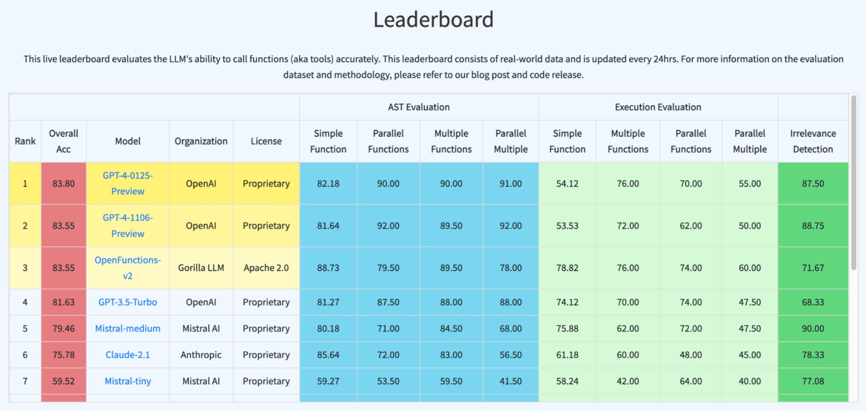 Leaderboard
This live leaderboard evaluates the LLM's ability to call functions (aka tools) accurately. This leaderboard consists of real-world data and is updated every 24hrs. For more information on the evaluation
dataset and methodology, please refer to our blog post and code release.
AST Evaluation Execution Evaluation
Rank Overall Acc Model Organization License Simple Function Parallel Functions Multiple Functions Parallel Multiple Simple Function Multiple Functions Parallel Functions Parallel Multiple Irrelevance Detection
1 83.80 GPT-4-0125-Preview OpenAI Proprietary 82.18 90.00 90.00 91.00 54.12 76.00 70.00 55.00 87.50
2 83.55 GPT-4-1106-Preview OpenAI Proprietary 81.64 92.00 89.50 92.00 53.53 72.00 62.00 50.00 88.75
3 83.55 OpenFunctions-v2 Gorilla LLM Apache 2.0 88.73 79.50 89.50 78.00 78.82 76.00 74.00 60.00 71.67
4 81.63 GPT-3.5-Turbo OpenAI Proprietary 81.27 87.50 88.00 88.00 74.12 70.00 74.00 47.50 68.33
5 79.46 Mistral-medium Mistral AI Proprietary 80.18 71.00 84.50 68.00 75.88 62.00 72.00 47.50 90.00
6 75.78 Claude-2.1 Anthropic Proprietary 85.64 72.00 83.00 56.50 61.18 60.00 48.00 45.00 78.33
7 59.52 Mistral-tiny Mistral AI Proprietary 59.27 53.50 59.50 41.50 58.24 42.00 64.00 40.00 77.08